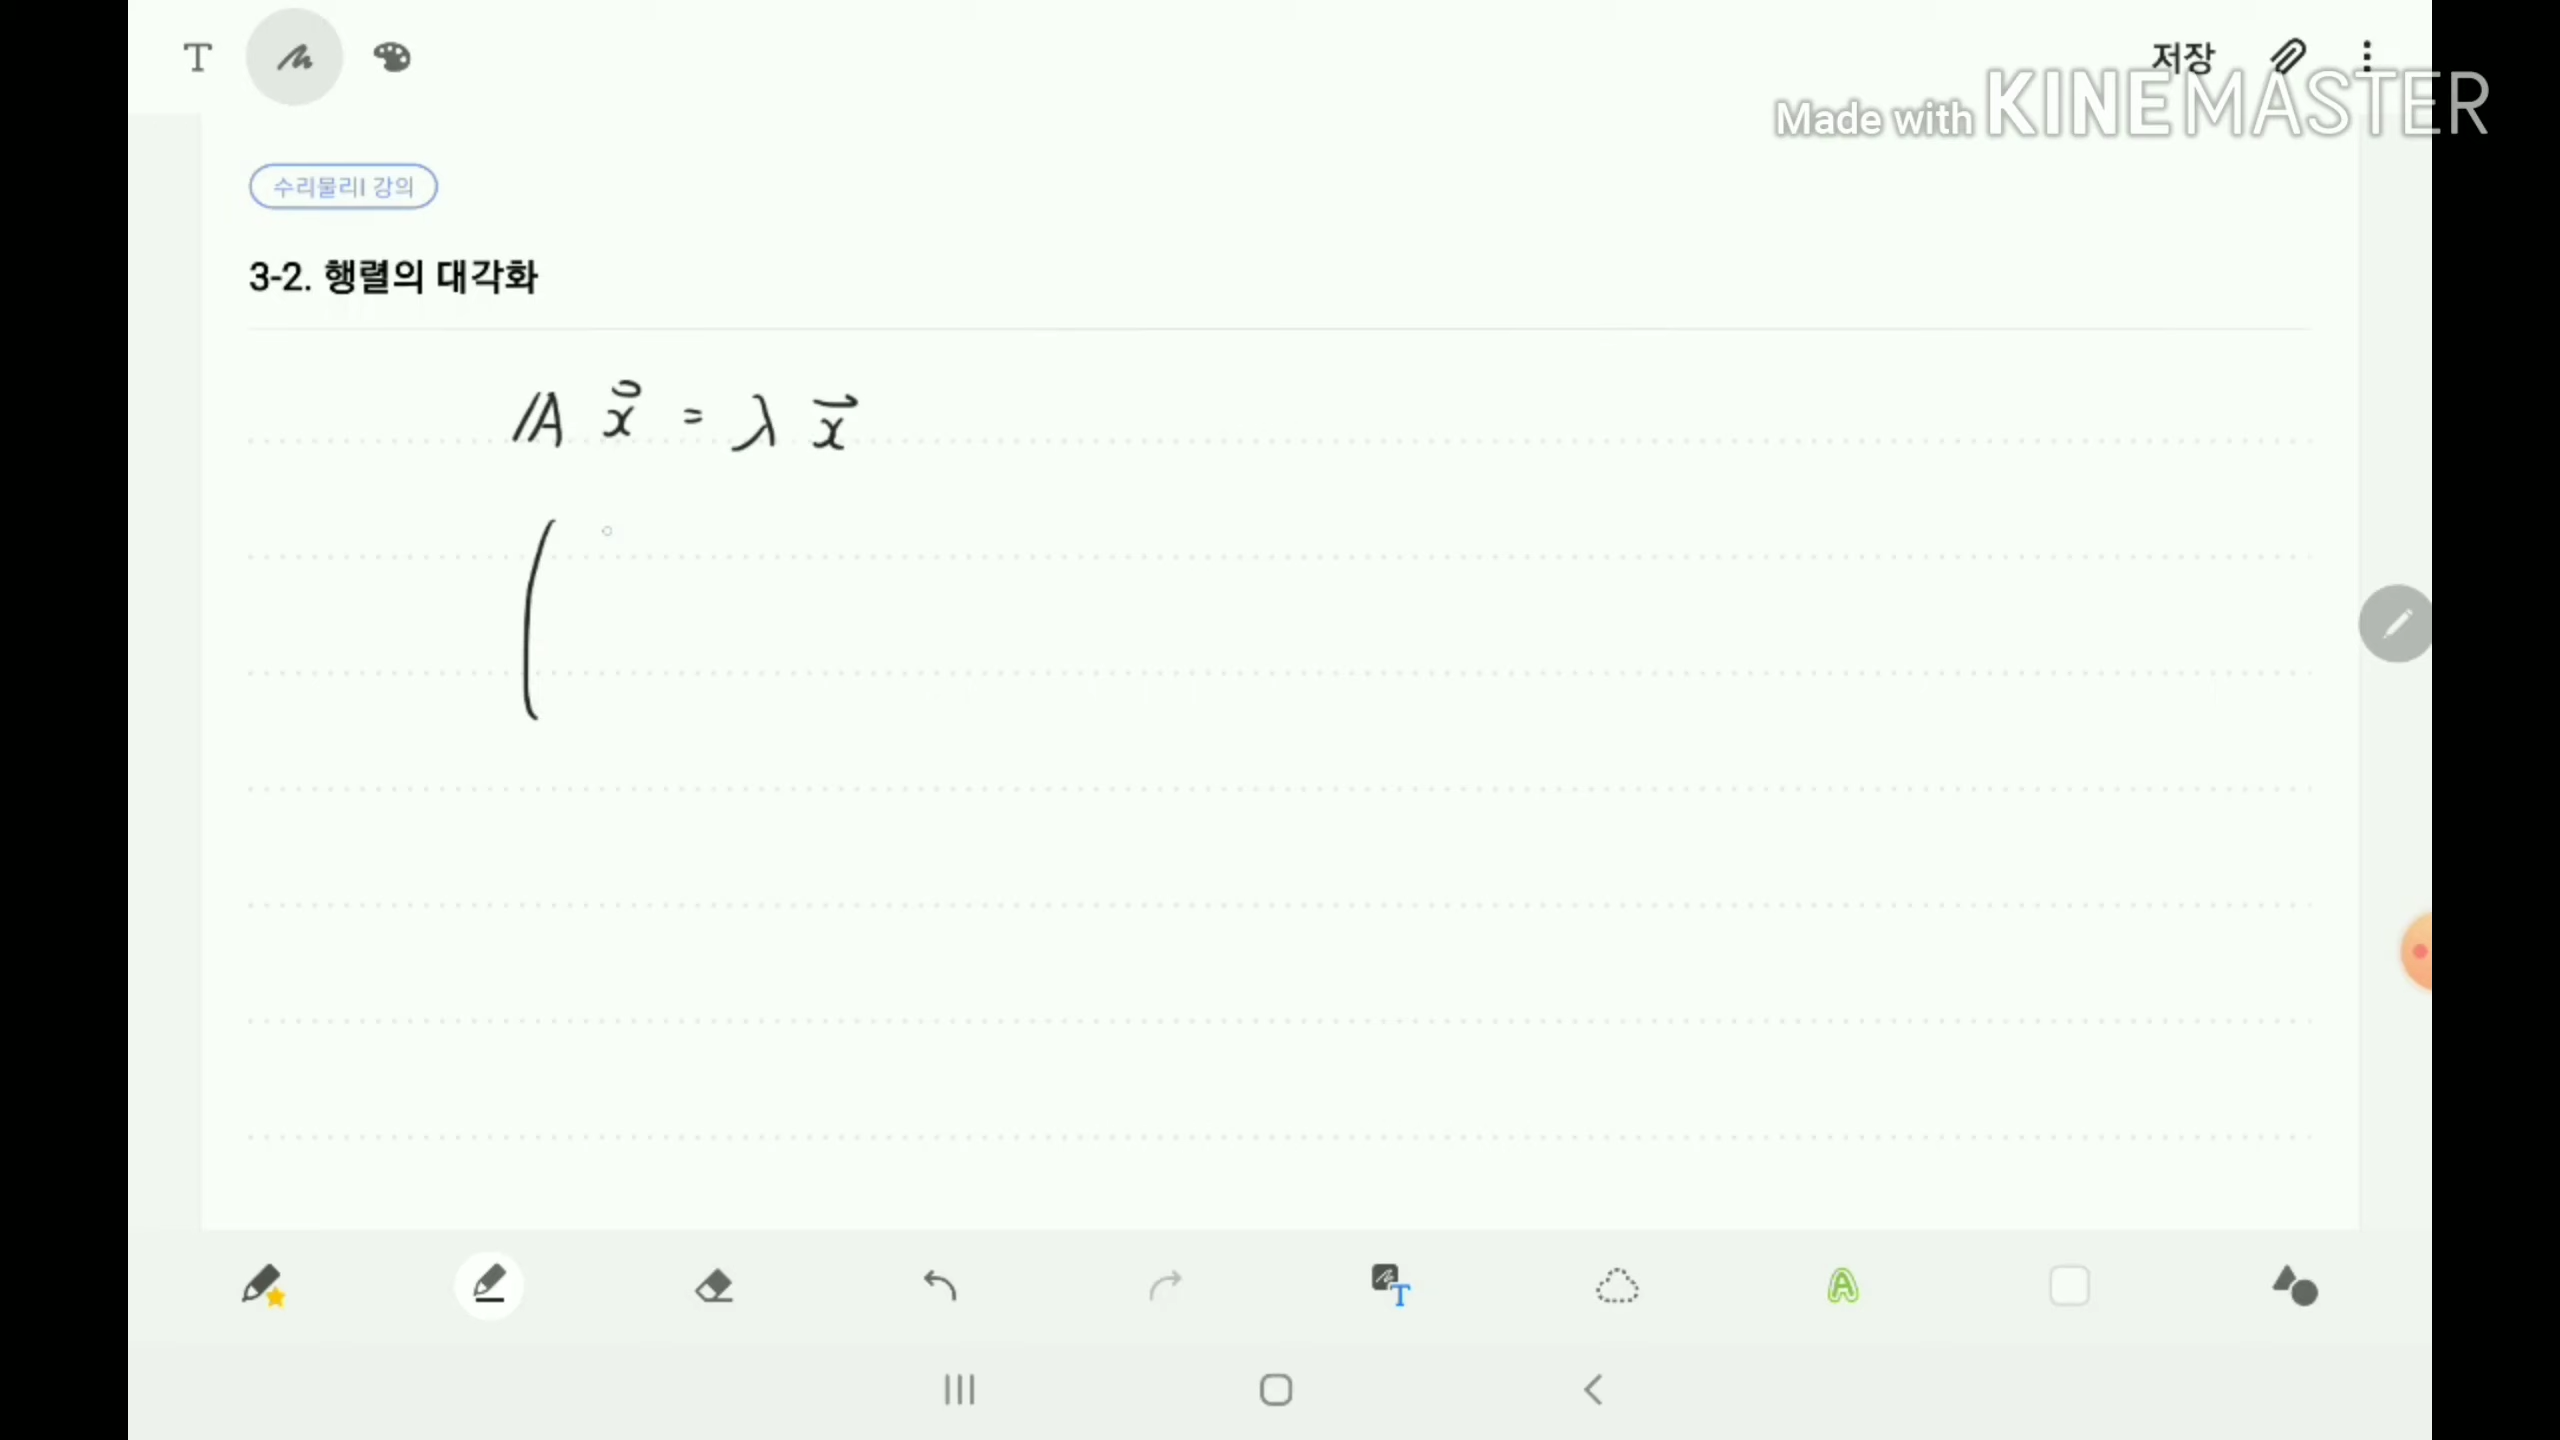 T 저장
Made with KINEMASTER
수리물리I 강의
3-2. 행렬의 대각화
A x⃗ = λ x⃗
(
T A